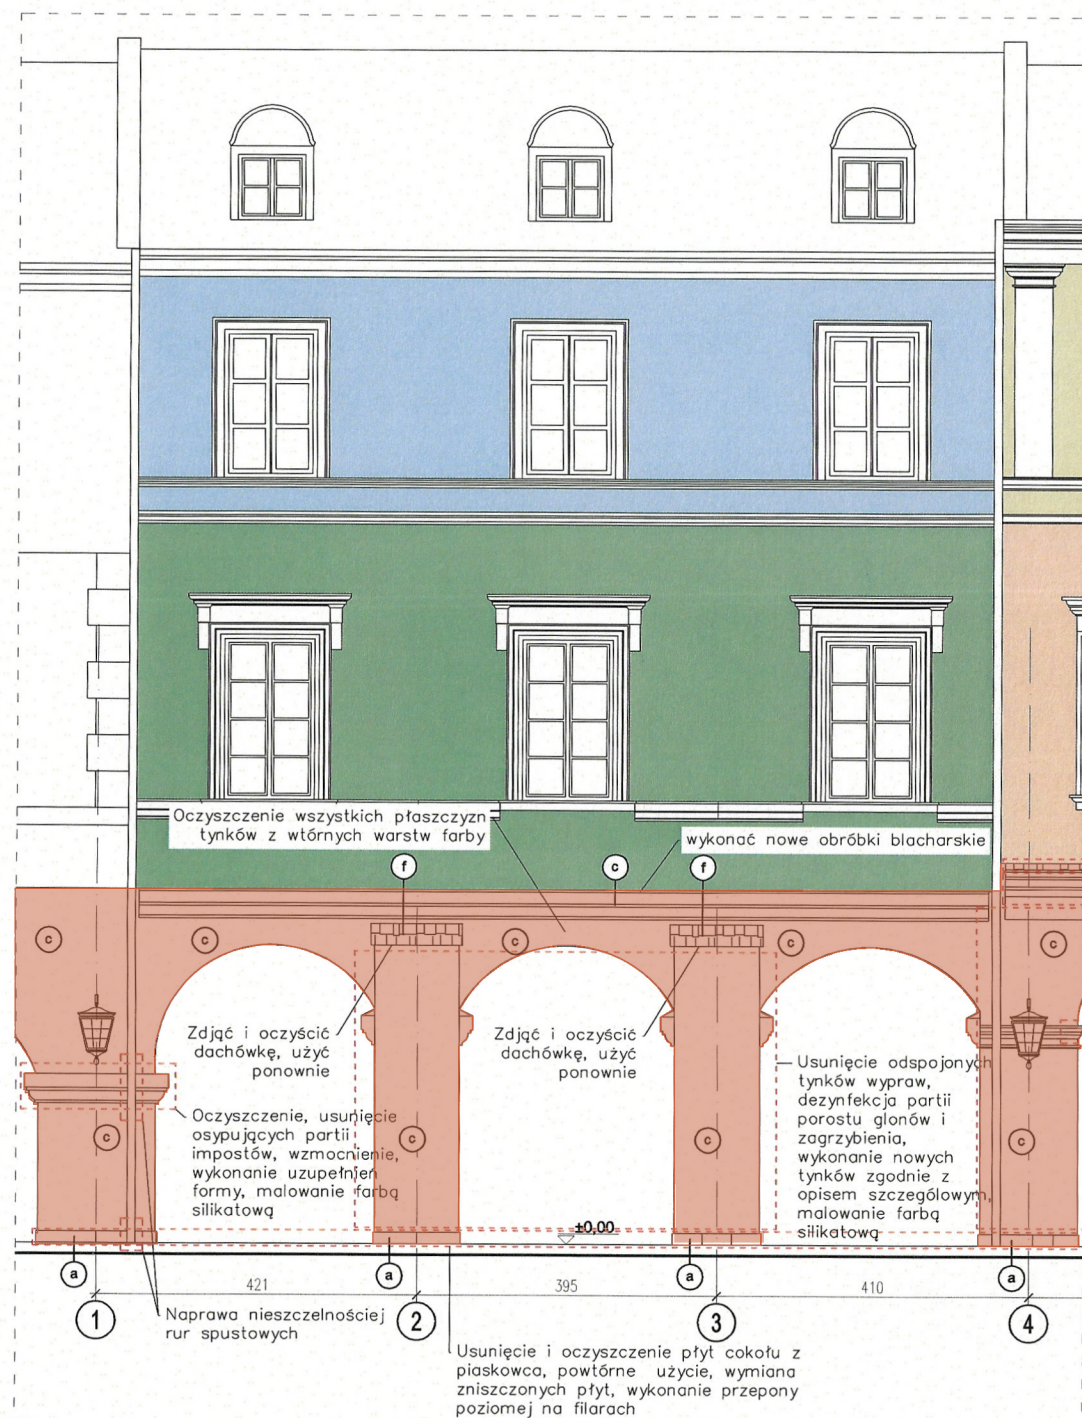 Oczyszczenie wszystkich płaszczyzn
tynków z wtórnych warstw farby
wykonać nowe obróbki blacharskie
f
c
f
c
c
c
c
c
Zdjąć i oczyścić
dachówkę, użyć
ponownie
Zdjąć i oczyścić
dachówkę, użyć
ponownie
Usunięcie odspojonych
tynków wypraw,
dezynfekcja partii
porostu glonów i
zagrzybienia,
wykonanie nowych
tynków zgodnie z
opisem szczególowym,
malowanie farbą
silikatową
Oczyszczenie, usunięcie
osypujących partii
impostów, wzmocnienie,
wykonanie uzupełnień
formy, malowanie farbą
silikatową
c
c
c
c
±0,00
a
a
a
a
421
395
410
1
2
3
4
Naprawa nieszczelnościej
rur spustowych
Usunięcie i oczyszczenie płyt cokołu z
piaskowca, powtórne użycie, wymiana
zniszczonych płyt, wykonanie przepony
poziomej na filarach